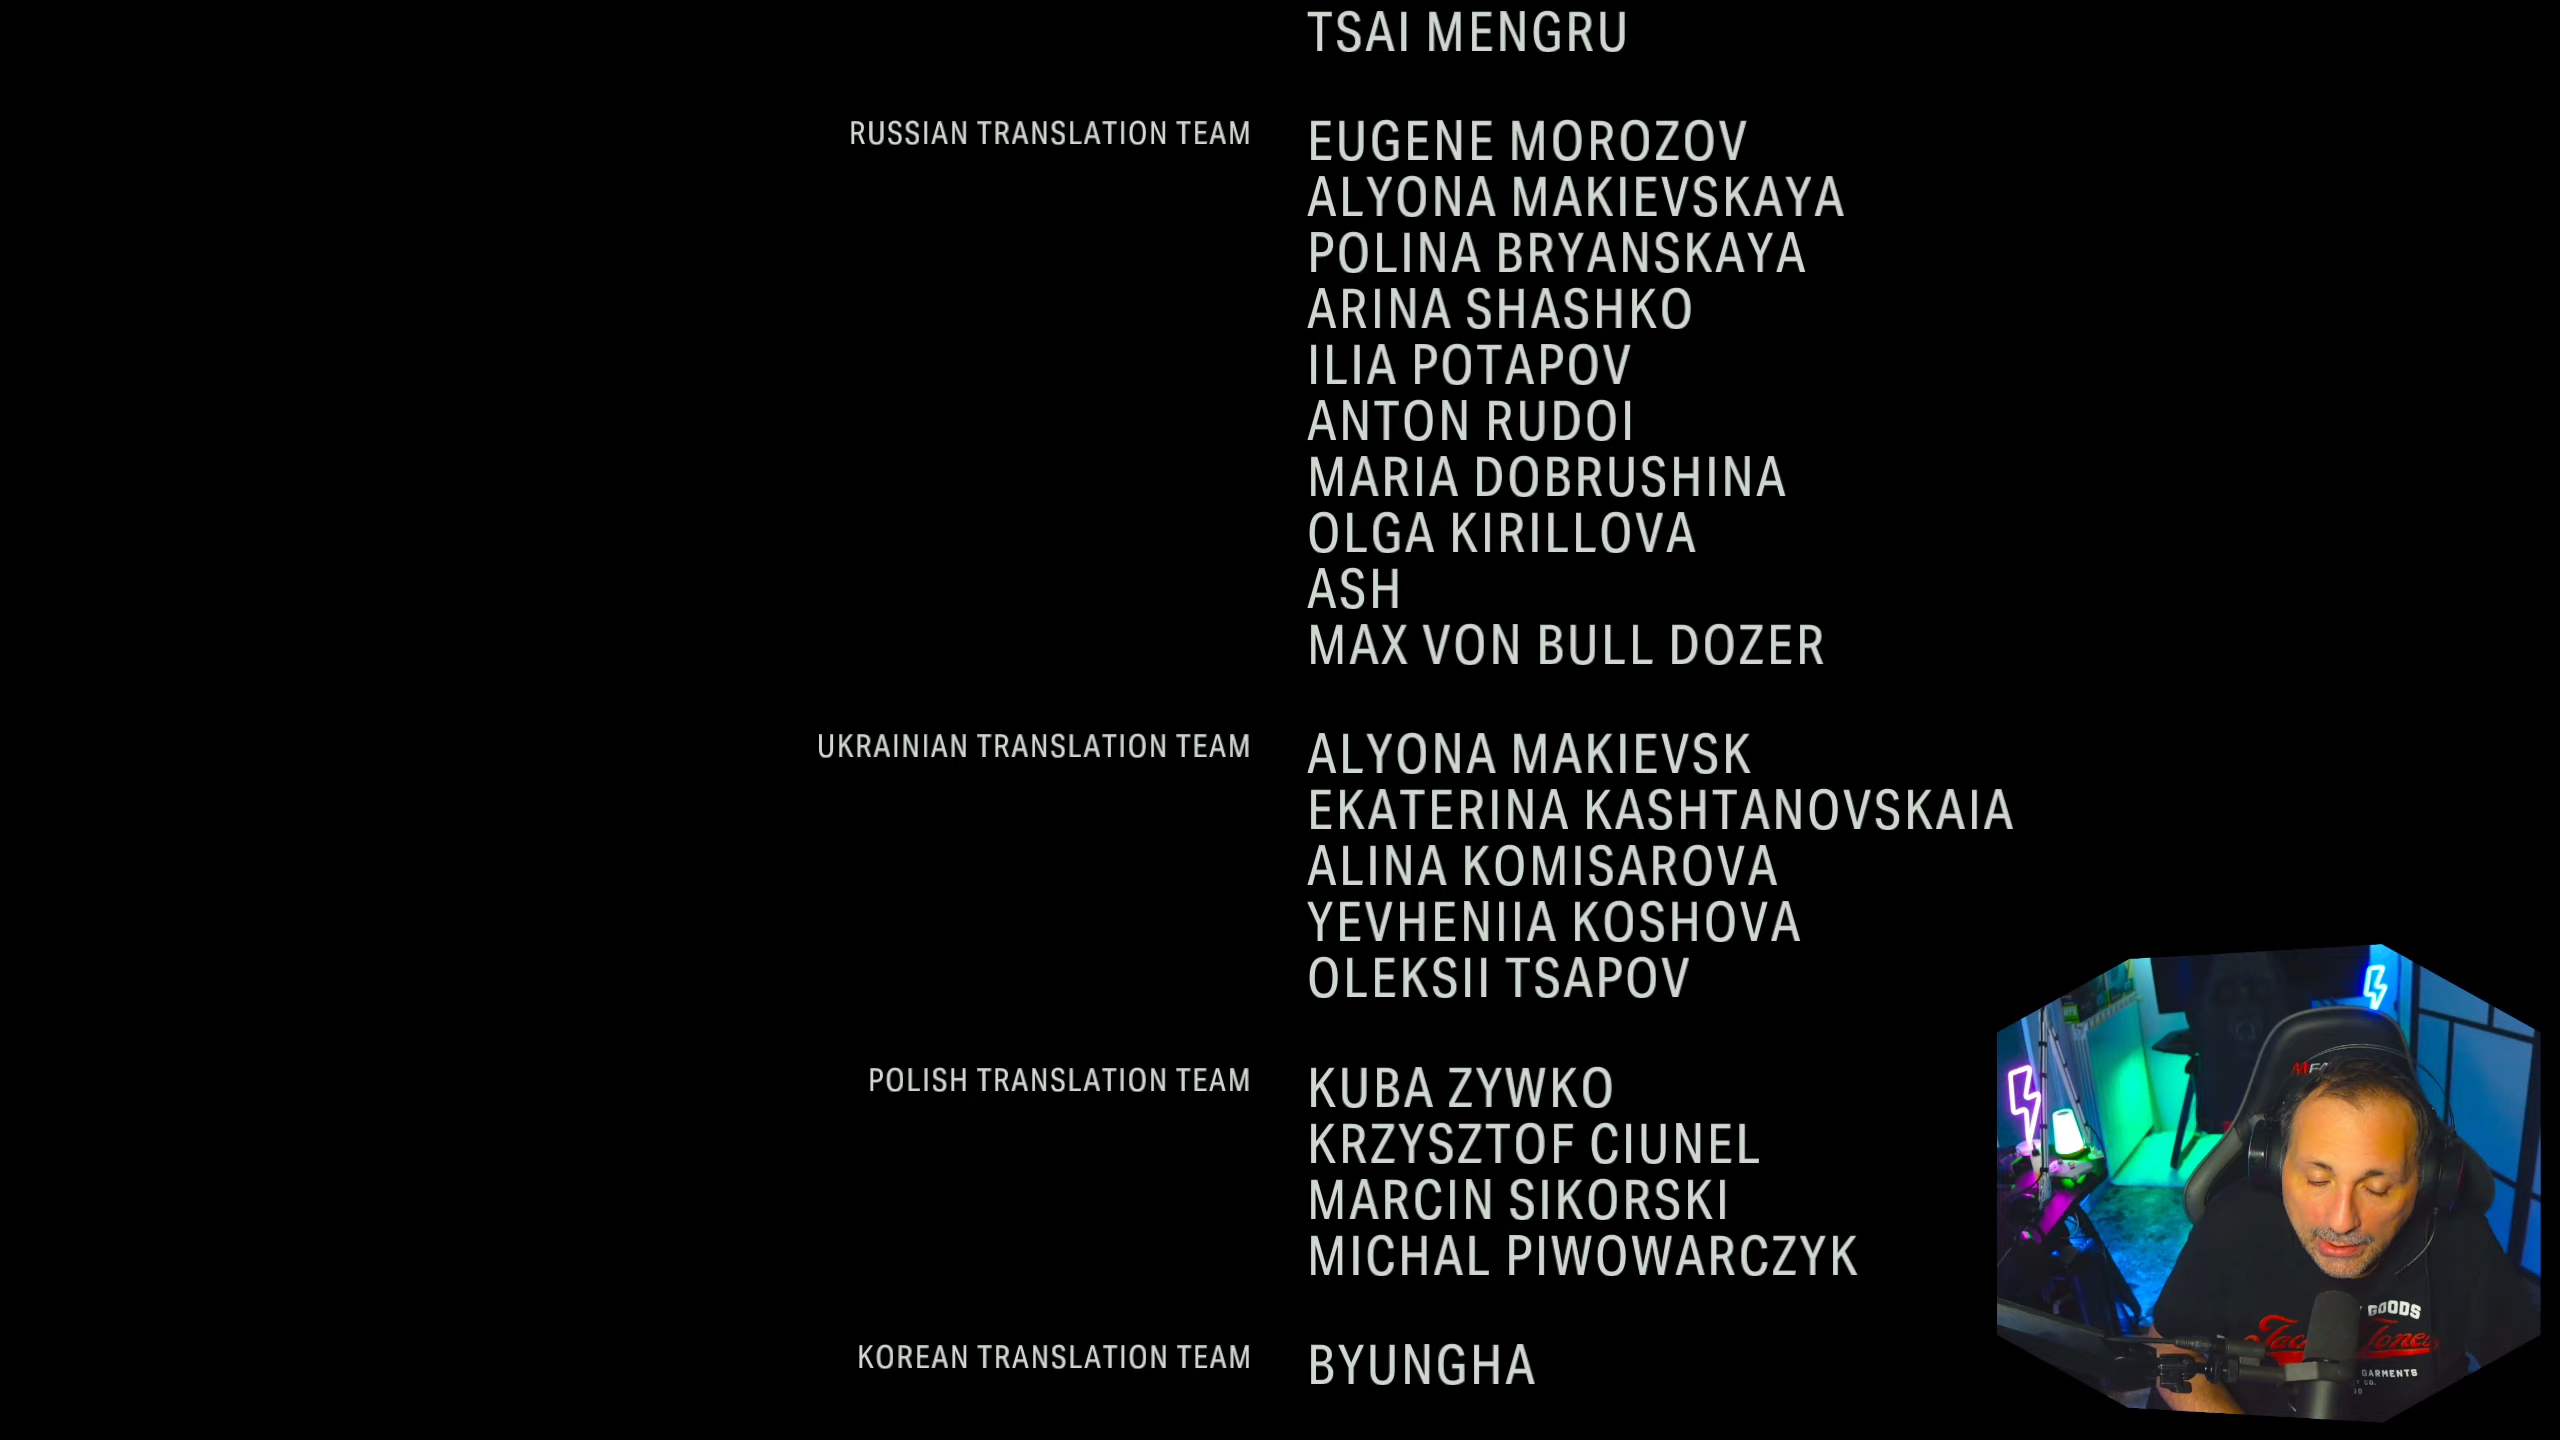 TSAI MENGRU
RUSSIAN TRANSLATION TEAM
EUGENE MOROZOV
ALYONA MAKIEVSKAYA
POLINA BRYANSKAYA
ARINA SHASHKO
ILIA POTAPOV
ANTON RUDOI
MARIA DOBRUSHINA
OLGA KIRILLOVA
ASH
MAX VON BULL DOZER
UKRAINIAN TRANSLATION TEAM
ALYONA MAKIEVSK
EKATERINA KASHTANOVSKAIA
ALINA KOMISAROVA
YEVHENIIA KOSHOVA
OLEKSII TSAPOV
POLISH TRANSLATION TEAM
KUBA ZYWKO
KRZYSZTOF CIUNEL
MARCIN SIKORSKI
MICHAL PIWOWARCZYK
KOREAN TRANSLATION TEAM
BYUNGHA
GOODS
GARMENTS